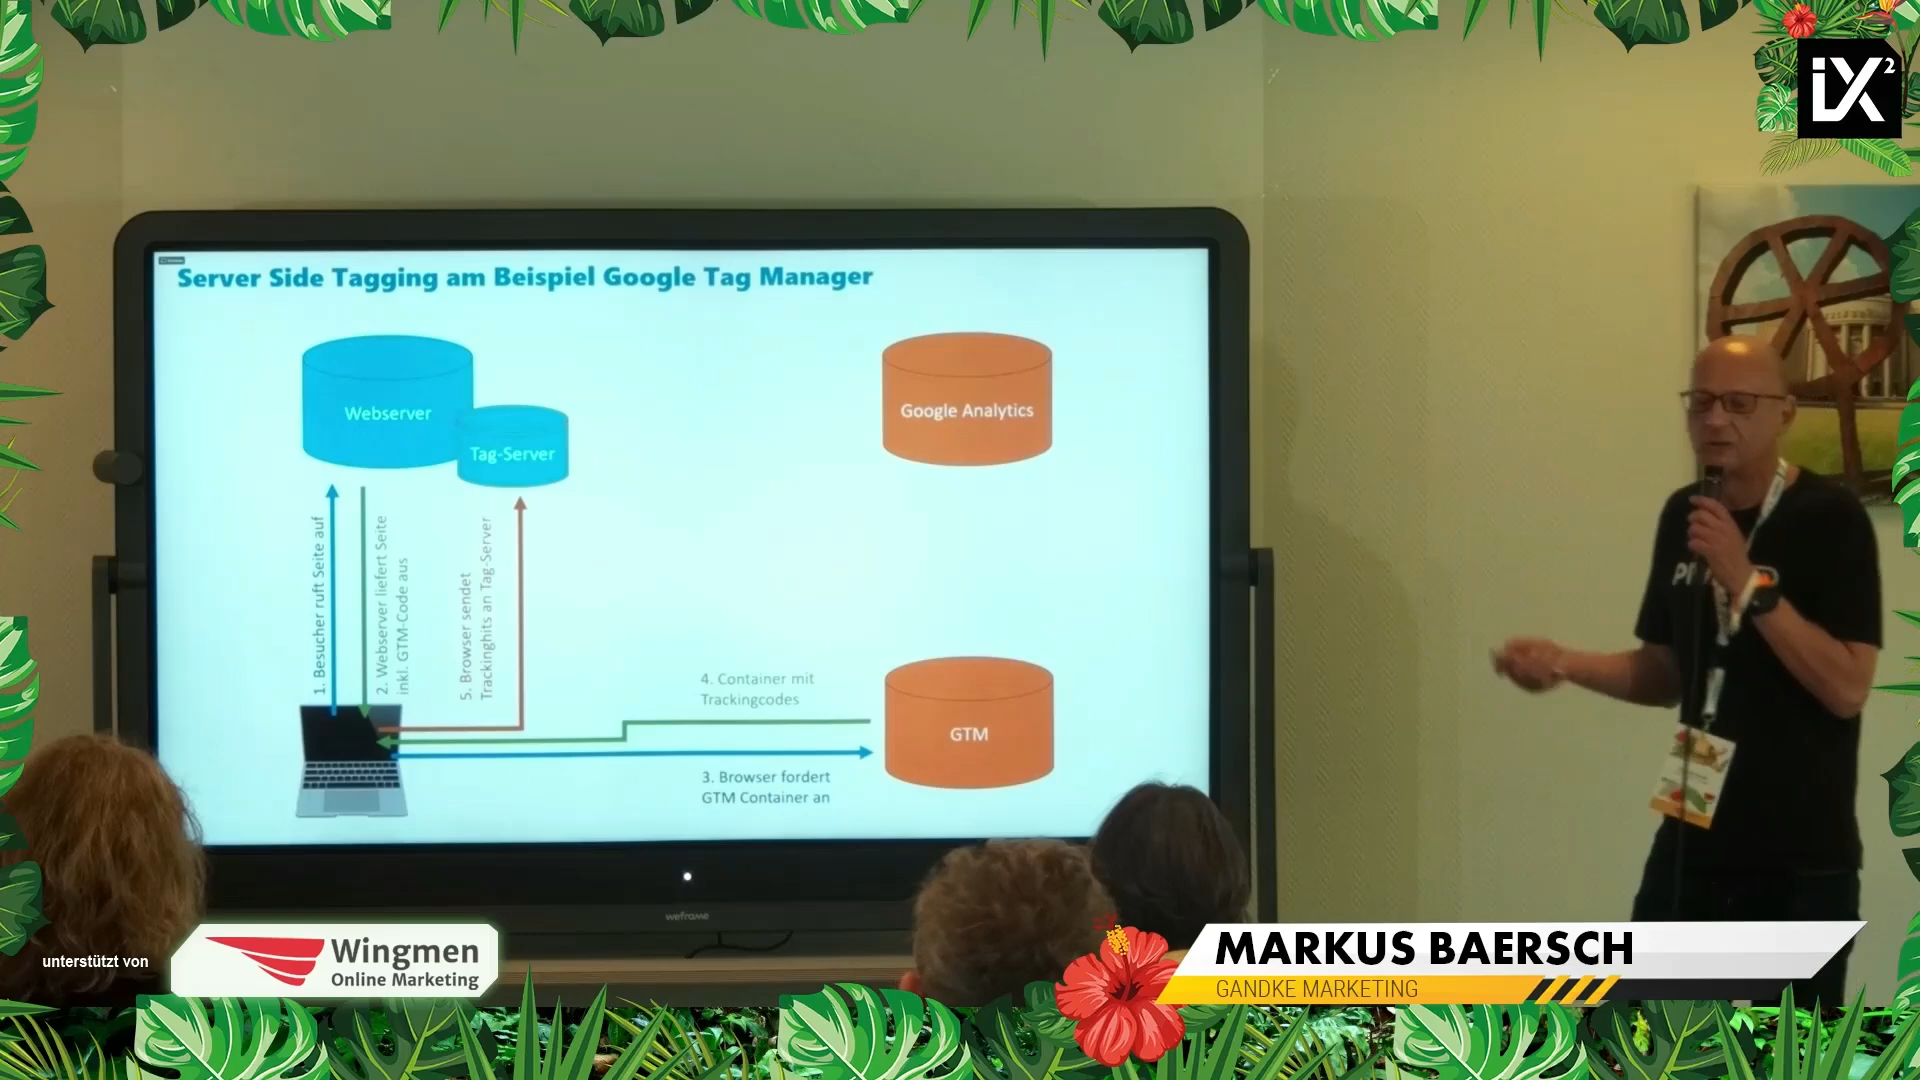 iX²
Server Side Tagging am Beispiel Google Tag Manager
Webserver
Tag-Server
Google Analytics
1. Besucher ruft Seite auf
2. Webserver liefert Seite
inkl. GTM-Code aus
5. Browser sendet
Trackinghits an Tag-Server
4. Container mit
Trackingcodes
GTM
3. Browser fordert
GTM Container an
weframe
unterstützt von
Wingmen
Online Marketing
MARKUS BAERSCH
GANDKE MARKETING